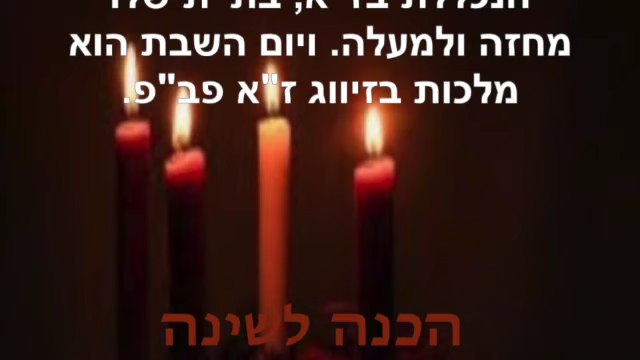 מחזה ולמעלה. ויום השבת הוא
מלכות בזיווג ז"א פב"פ.
הכנה לשינה